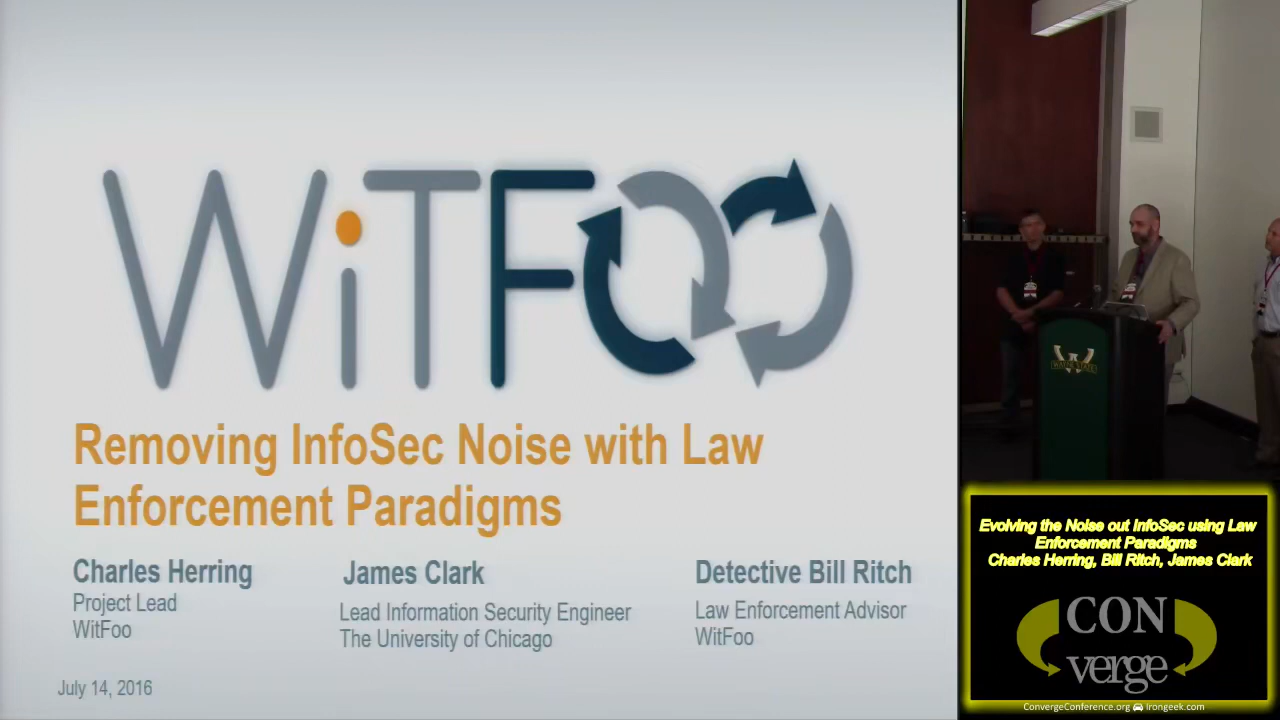 WiTFOO
Removing InfoSec Noise with Law
Enforcement Paradigms
Charles Herring
Project Lead
WitFoo
James Clark
Lead Information Security Engineer
The University of Chicago
Detective Bill Ritch
Law Enforcement Advisor
WitFoo
July 14, 2016
W
WAYNE STATE
Evolving the Noise out InfoSec using Law
Enforcement Paradigms
Charles Herring, Bill Ritch, James Clark
CON
verge
ConvergeConference.org Irongeek.com